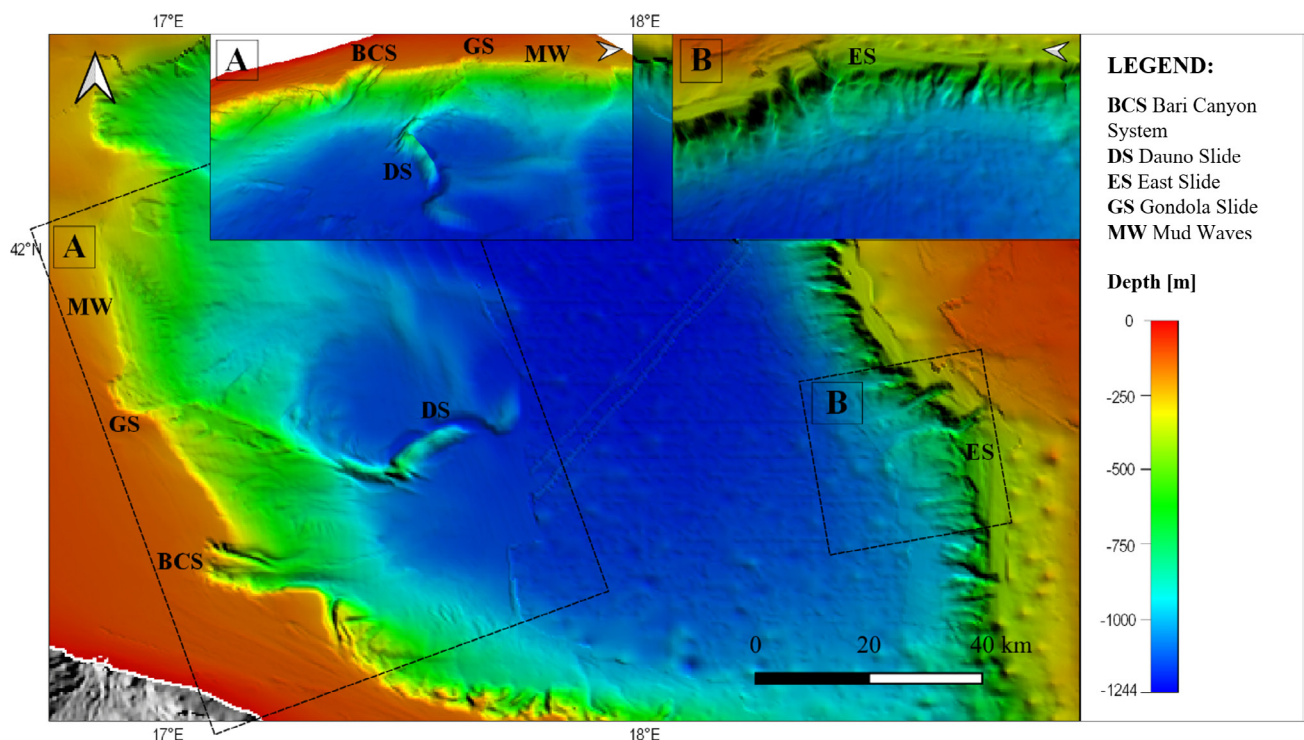 17°E
18°E
A
BCS
GS
MW
DS
B
ES
42°N
A
MW
GS
DS
BCS
B
ES
0
20
40 km
17°E
18°E
LEGEND:
BCS Bari Canyon
System
DS Dauno Slide
ES East Slide
GS Gondola Slide
MW Mud Waves
Depth [m]
0
-250
-500
-750
-1000
-1244